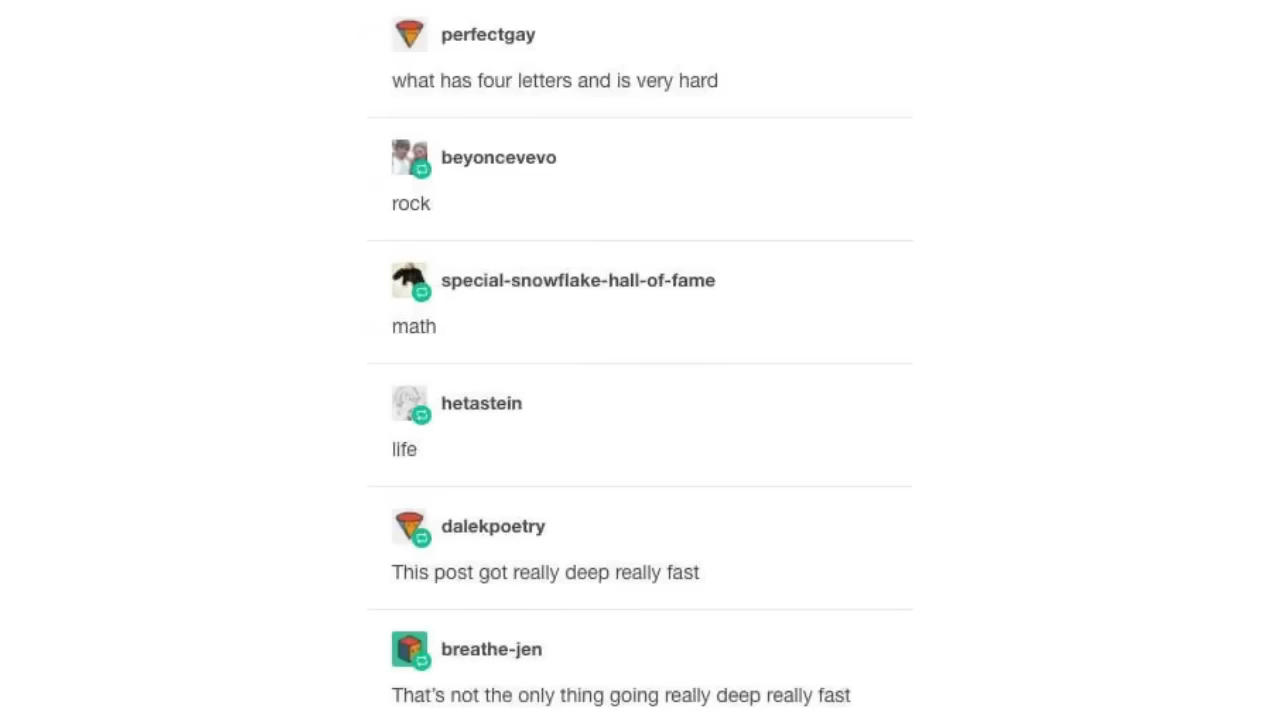 perfectgay
what has four letters and is very hard
beyoncevevo
rock
special-snowflake-hall-of-fame
math
hetastein
life
dalekpoetry
This post got really deep really fast
breathe-jen
That's not the only thing going really deep really fast